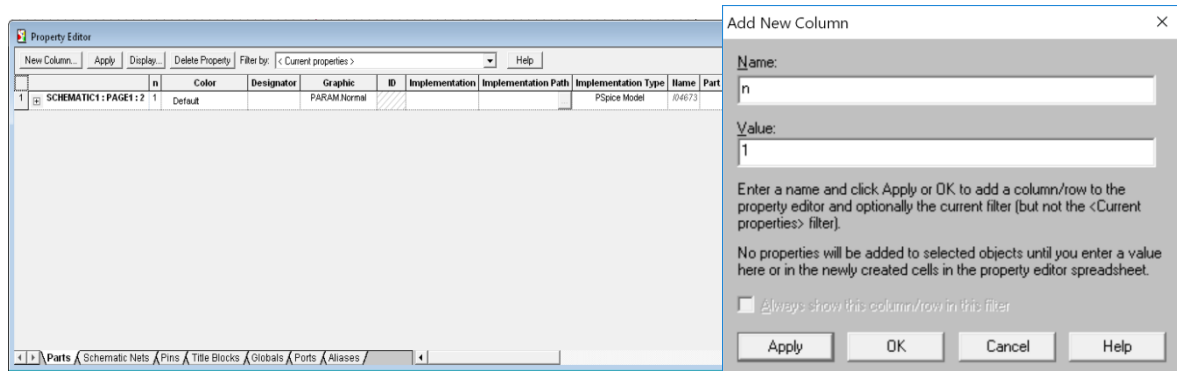 Property Editor
New Column... Apply Display... Delete Property Filter by: < Current properties > Help
n Color Designator Graphic ID Implementation Implementation Path Implementation Type Name Part
1 SCHEMATIC1 : PAGE1 : 2 1 Default PARAM.Normal ... PSpice Model I04673
Parts Schematic Nets Pins Title Blocks Globals Ports Aliases
Add New Column
Name:
n
Value:
1
Enter a name and click Apply or OK to add a column/row to the
property editor and optionally the current filter (but not the <Current
properties> filter).
No properties will be added to selected objects until you enter a value
here or in the newly created cells in the property editor spreadsheet.
Always show this column/row in this filter
Apply OK Cancel Help